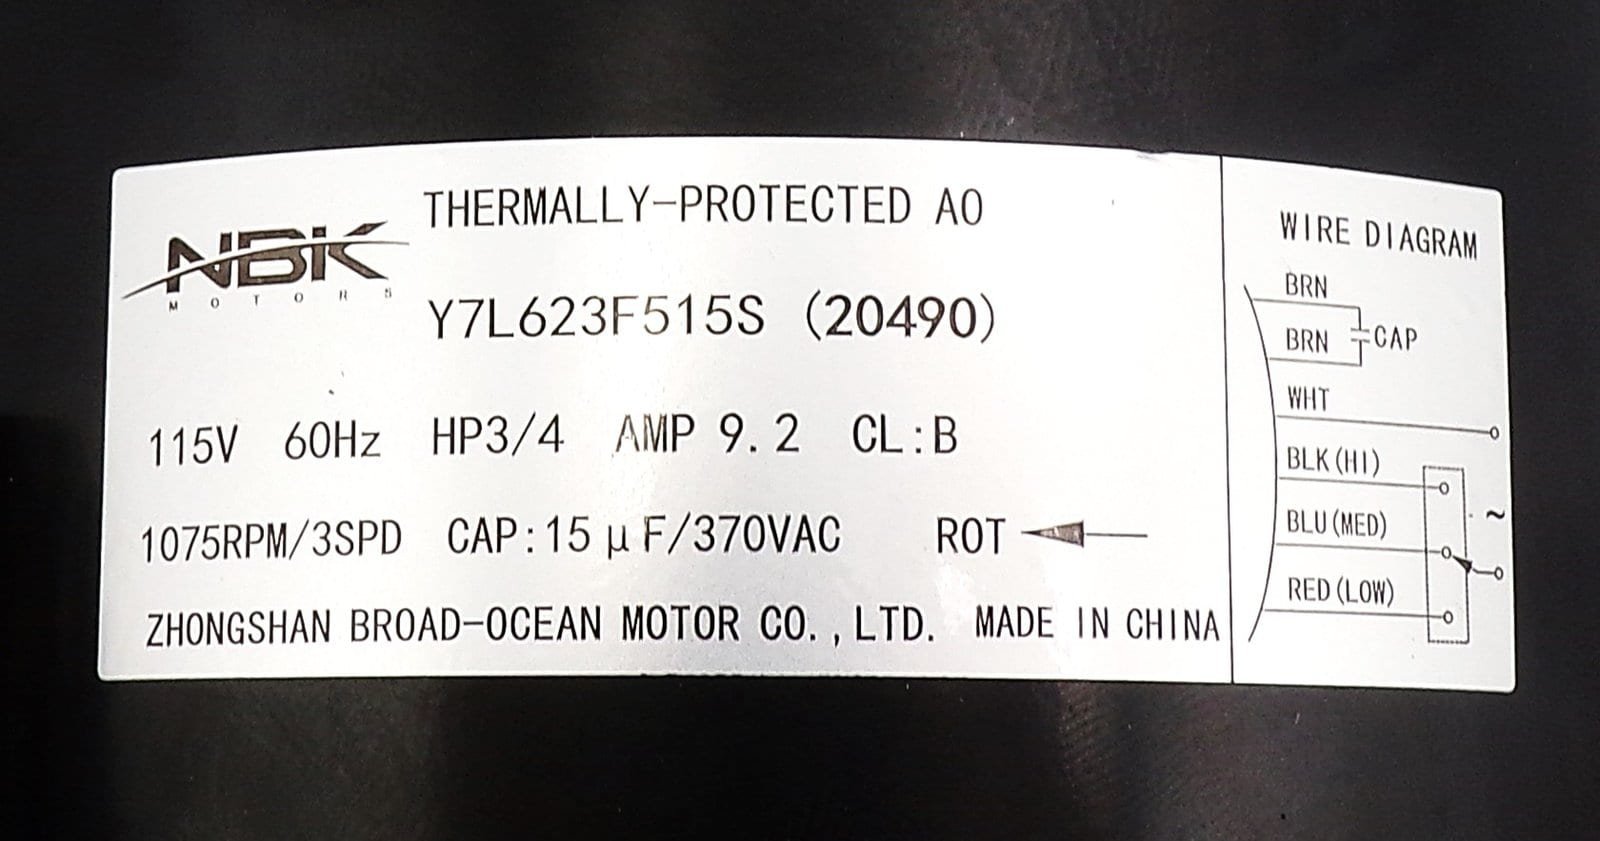 NBK
MOTORS
THERMALLY-PROTECTED AO
Y7L623F515S (20490)
115V 60Hz HP3/4 AMP 9.2 CL:B
1075RPM/3SPD CAP:15μF/370VAC ROT
ZHONGSHAN BROAD-OCEAN MOTOR CO.,LTD. MADE IN CHINA
WIRE DIAGRAM
BRN
BRN CAP
WHT
BLK(HI)
BLU(MED) ~
RED(LOW)